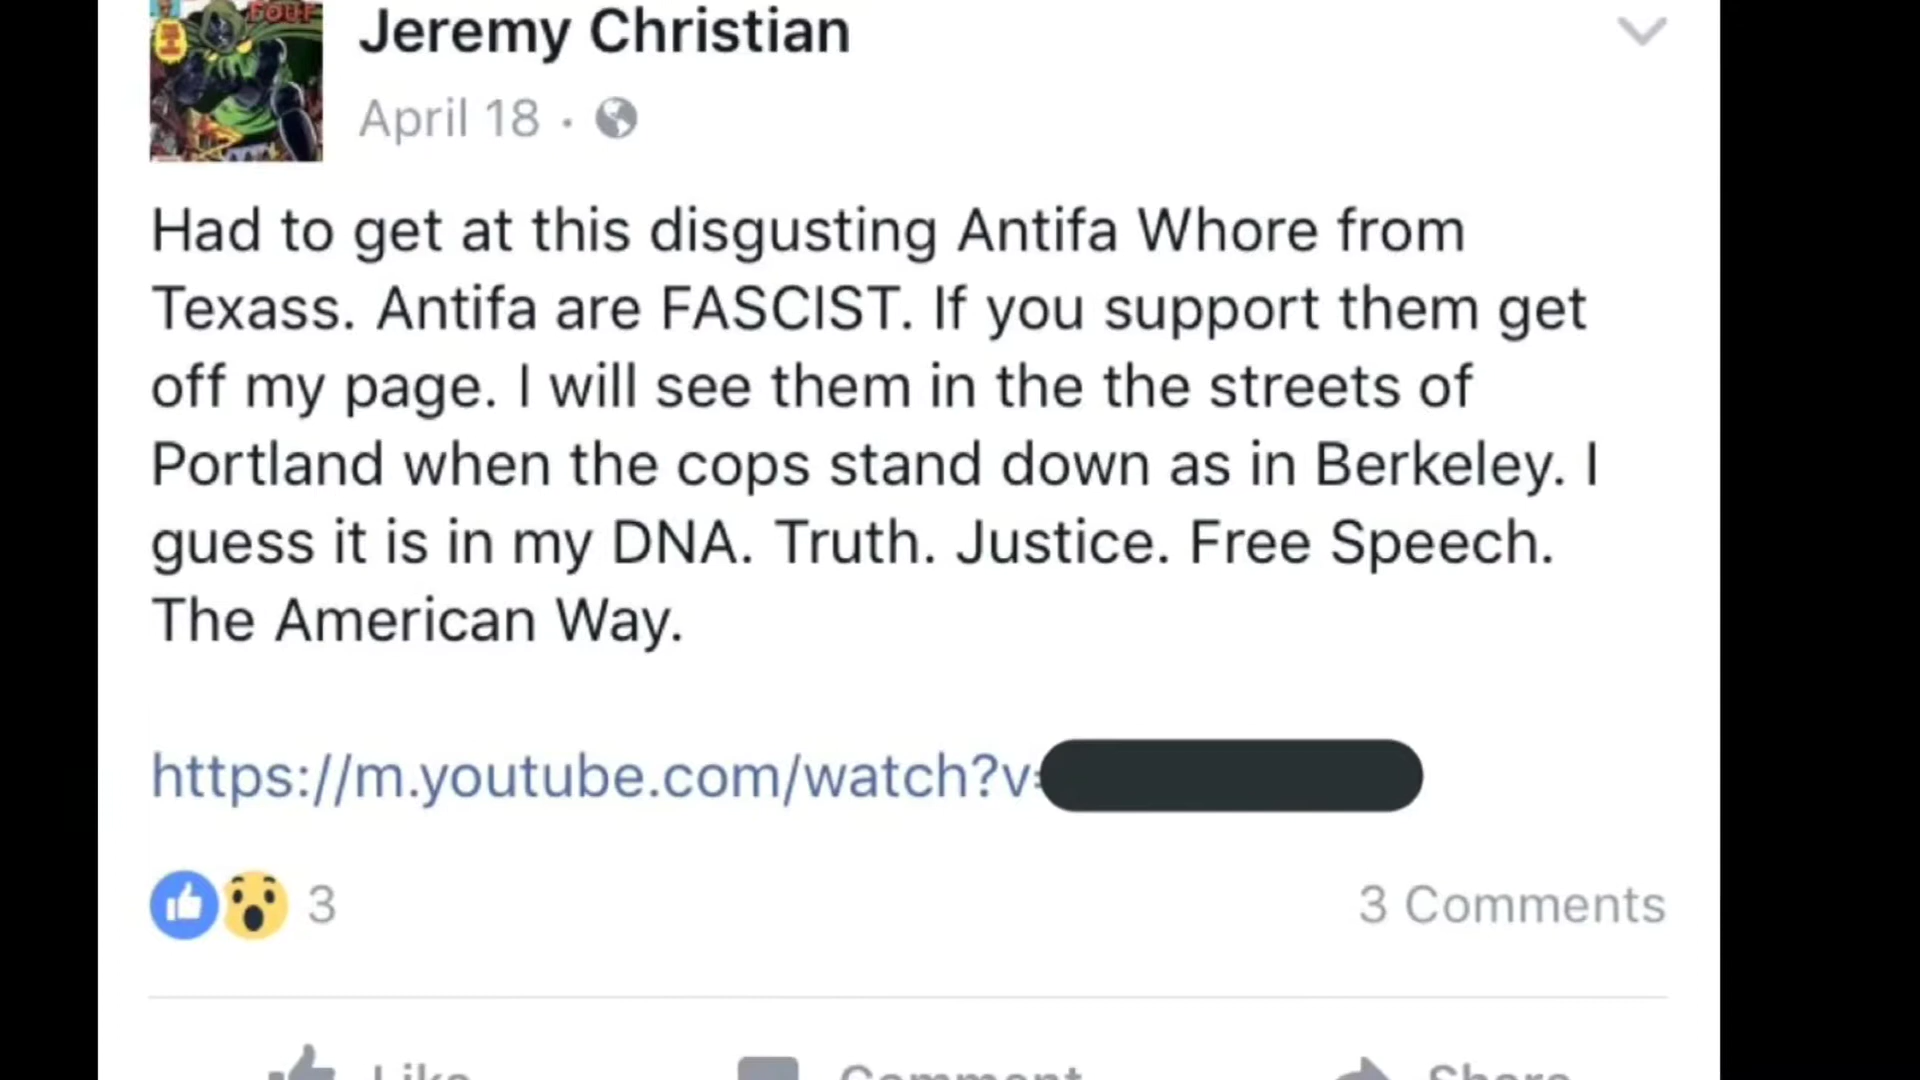 FOUR
Jeremy Christian
April 18 ·
Had to get at this disgusting Antifa Whore from
Texass. Antifa are FASCIST. If you support them get
off my page. I will see them in the the streets of
Portland when the cops stand down as in Berkeley. I
guess it is in my DNA. Truth. Justice. Free Speech.
The American Way.
https://m.youtube.com/watch?v=
3
3 Comments
Like
Comment
Share